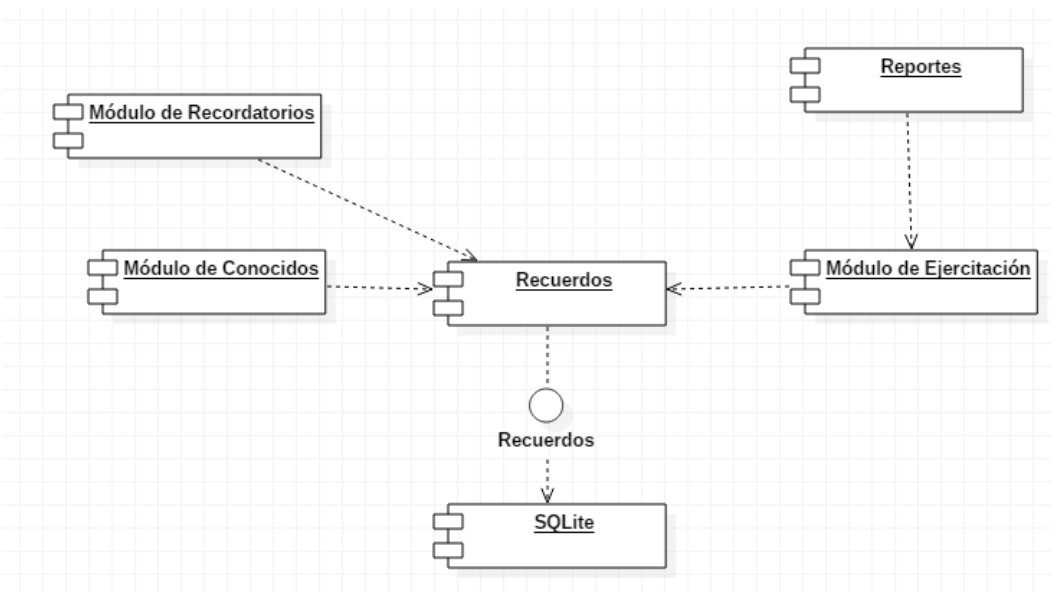 Reportes
Módulo de Recordatorios
Módulo de Conocidos
Recuerdos
Módulo de Ejercitación
Recuerdos
SQLite